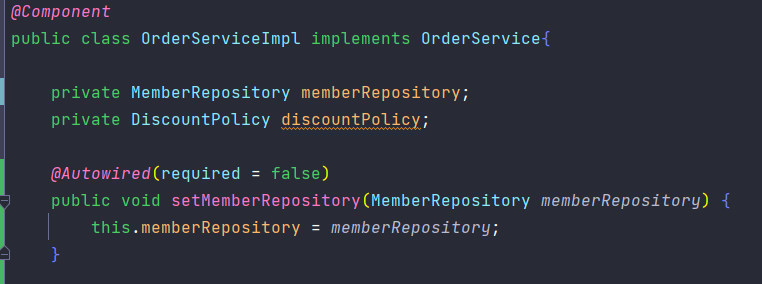 @Component
public class OrderServiceImpl implements OrderService{
private MemberRepository memberRepository;
private DiscountPolicy discountPolicy;
@Autowired(required = false)
public void setMemberRepository(MemberRepository memberRepository) {
this.memberRepository = memberRepository;
}